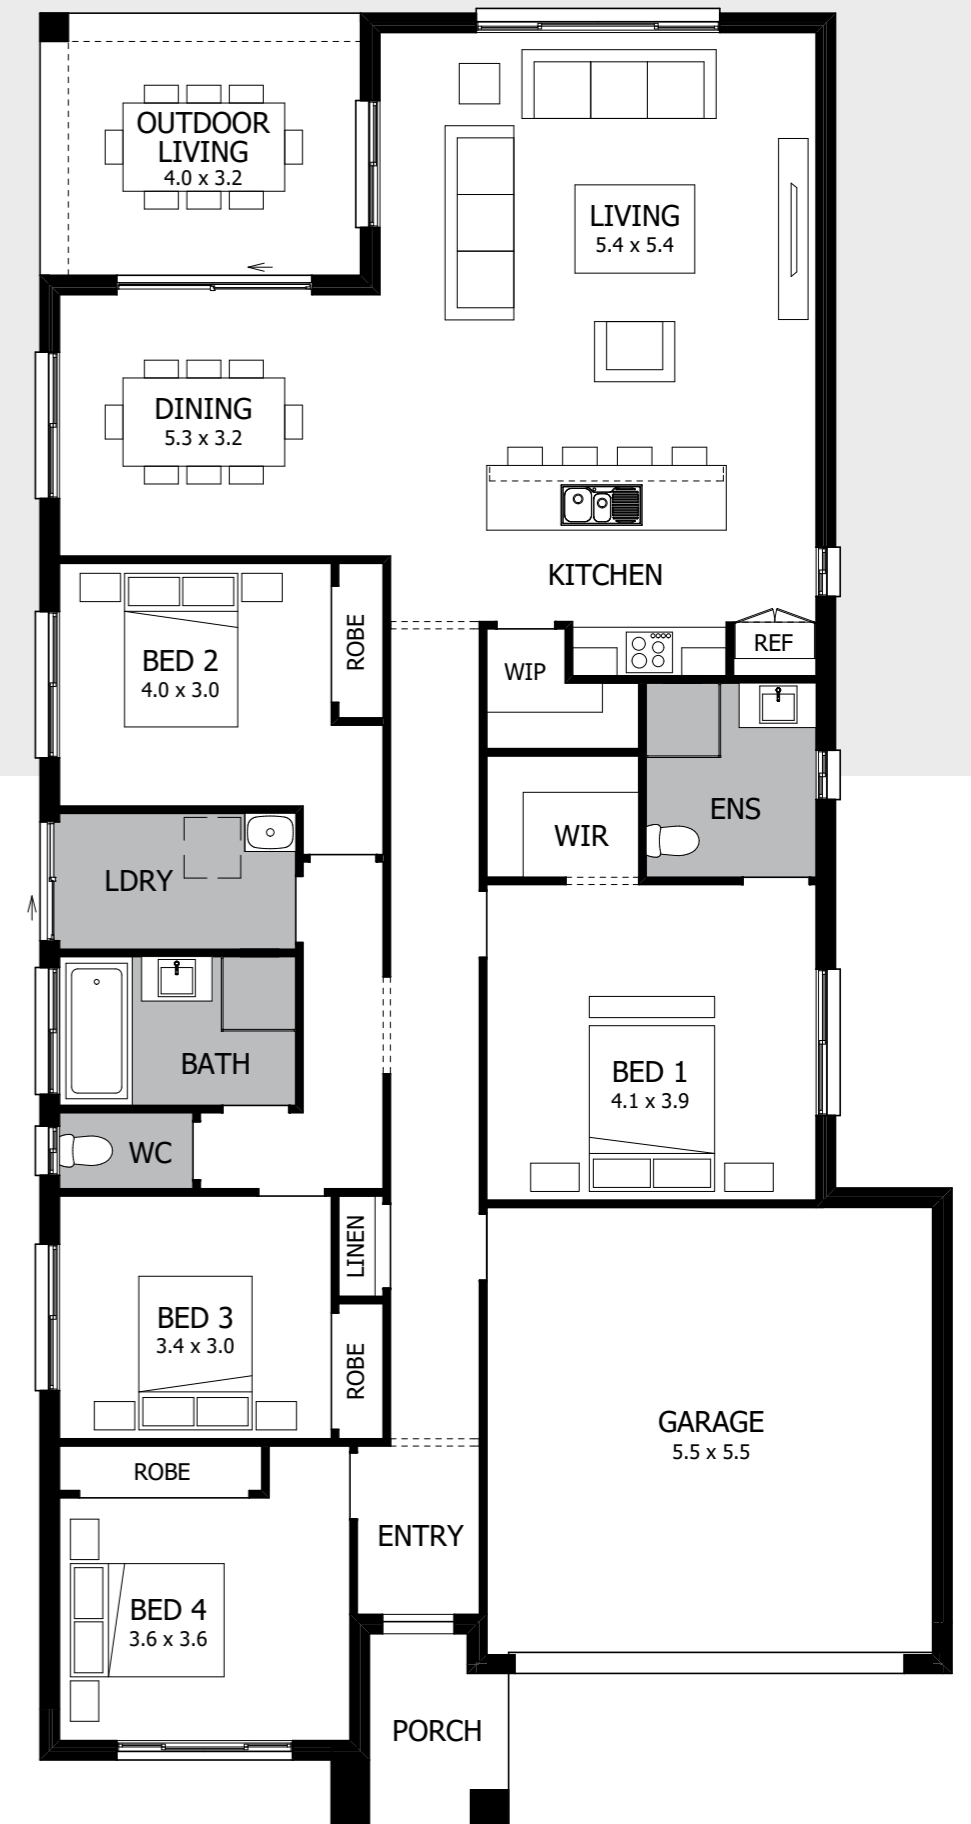 OUTDOOR
LIVING
4.0 x 3.2
LIVING
5.4 x 5.4
DINING
5.3 x 3.2
KITCHEN
BED 2
4.0 x 3.0
ROBE
WIP
REF
LDRY
WIR
ENS
BATH
BED 1
4.1 x 3.9
WC
LINEN
BED 3
3.4 x 3.0
ROBE
GARAGE
5.5 x 5.5
ROBE
ENTRY
BED 4
3.6 x 3.6
PORCH